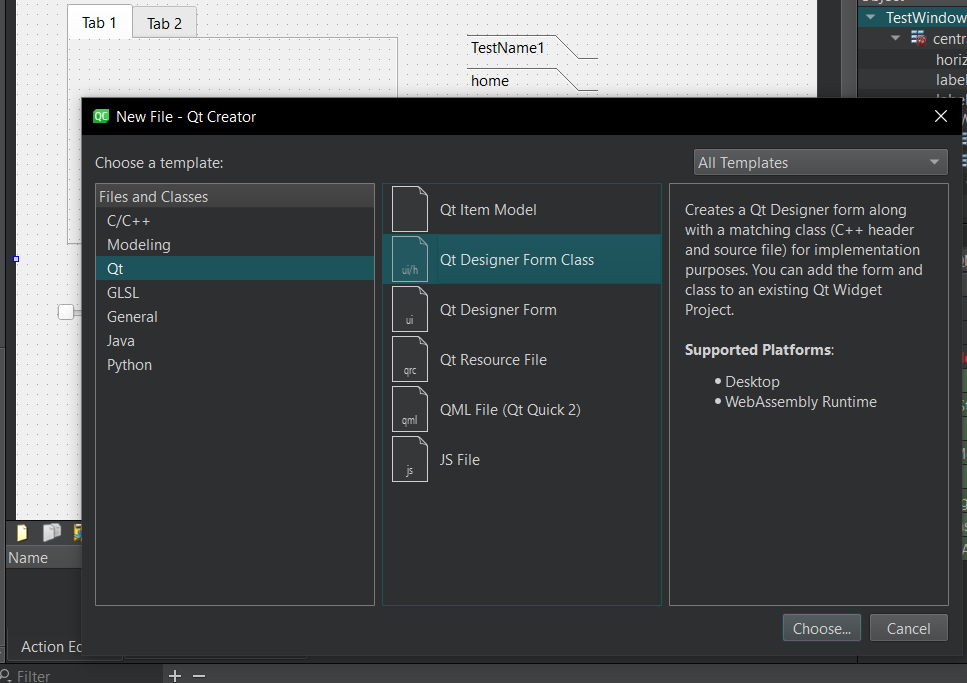 Tab 1
Tab 2
TestName1
home
TestWindow
centr
horiz
label
QC
New File - Qt Creator
Choose a template:
All Templates
Files and Classes
C/C++
Modeling
Qt
GLSL
General
Java
Python
Qt Item Model
ui/h
Qt Designer Form Class
ui
Qt Designer Form
qrc
Qt Resource File
qml
QML File (Qt Quick 2)
js
JS File
Creates a Qt Designer form along
with a matching class (C++ header
and source file) for implementation
purposes. You can add the form and
class to an existing Qt Widget
Project.
Supported Platforms:
• Desktop
• WebAssembly Runtime
Name
Choose...
Cancel
Action Ec
Filter